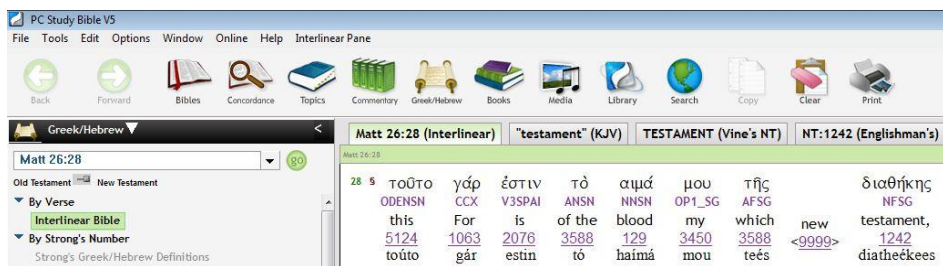 PC Study Bible V5
File Tools Edit Options Window Online Help Interlinear Pane
Back Forward Bibles Concordance Topics Commentary Greek/Hebrew Books Media Library Search Copy Clear Print
Greek/Hebrew <
Matt 26:28 (Interlinear) "testament" (KJV) TESTAMENT (Vine's NT) NT:1242 (Englishman's)
Matt 26:28 go
Matt 26:28
Old Testament New Testament
By Verse
Interlinear Bible
By Strong's Number
Strong's Greek/Hebrew Definitions
28 § τοῦτο γάρ ἐστιν τὸ αιμά μου τῆς διαθήκης
ODENSN CCX V3SPAI ANSN NNSN OP1_SG AFSG NFSG
this For is of the blood my which new testament,
5124 1063 2076 3588 129 3450 3588 <9999> 1242
toúto gár estin tó haímá mou teés diatheékees